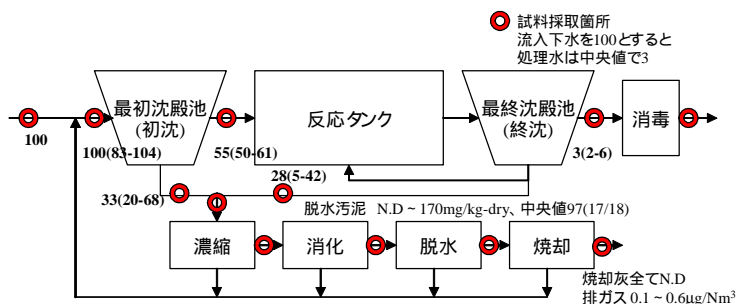 試料採取箇所
流入下水を100とすると
処理水は中央値で3
最初沈殿池
(初沈)
反応タンク
最終沈殿池
(終沈)
消毒
100
100(83-104)
55(50-61)
3(2-6)
28(5-42)
33(20-68)
脱水汚泥 N.D ~ 170mg/kg-dry、中央値97(17/18)
濃縮
消化
脱水
焼却
焼却灰全てN.D
排ガス 0.1 ~ 0.6μg/Nm³